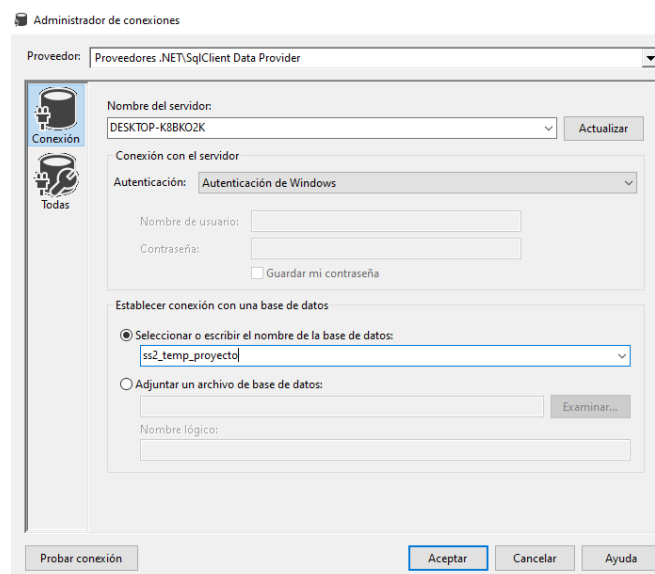 Administrador de conexiones
Proveedor: Proveedores .NET\SqlClient Data Provider
Conexión
Todas
Nombre del servidor:
DESKTOP-K8BKO2K Actualizar
Conexión con el servidor
Autenticación: Autenticación de Windows
Nombre de usuario:
Contraseña:
Guardar mi contraseña
Establecer conexión con una base de datos
Seleccionar o escribir el nombre de la base de datos:
ss2_temp_proyecto
Adjuntar un archivo de base de datos:
Examinar...
Nombre lógico:
Probar conexión Aceptar Cancelar Ayuda